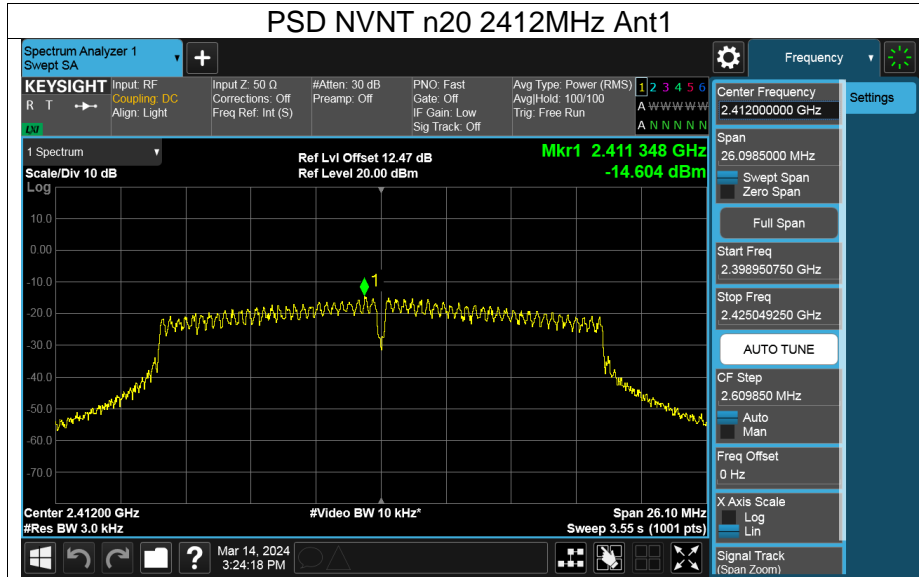 PSD NVNT n20 2412MHz Ant1
Spectrum Analyzer 1
Swept SA
+
Frequency
KEYSIGHT
R T
LXI
Input: RF
Coupling: DC
Align: Light
Input Z: 50 Ω
Corrections: Off
Freq Ref: Int (S)
#Atten: 30 dB
Preamp: Off
PNO: Fast
Gate: Off
IF Gain: Low
Sig Track: Off
Avg Type: Power (RMS)
Avg|Hold: 100/100
Trig: Free Run
1 2 3 4 5 6
A W W W W W
A N N N N N
1 Spectrum
Scale/Div 10 dB
Log
Ref Lvl Offset 12.47 dB
Ref Level 20.00 dBm
Mkr1 2.411 348 GHz
-14.604 dBm
10.0
0.00
-10.0
-20.0
-30.0
-40.0
-50.0
-60.0
-70.0
1
Center 2.41200 GHz
#Res BW 3.0 kHz
#Video BW 10 kHz*
Span 26.10 MHz
Sweep 3.55 s (1001 pts)
Center Frequency
2.412000000 GHz
Settings
Span
26.0985000 MHz
Swept Span
Zero Span
Full Span
Start Freq
2.398950750 GHz
Stop Freq
2.425049250 GHz
AUTO TUNE
CF Step
2.609850 MHz
Auto
Man
Freq Offset
0 Hz
X Axis Scale
Log
Lin
Signal Track
(Span Zoom)
?
Mar 14, 2024
3:24:18 PM